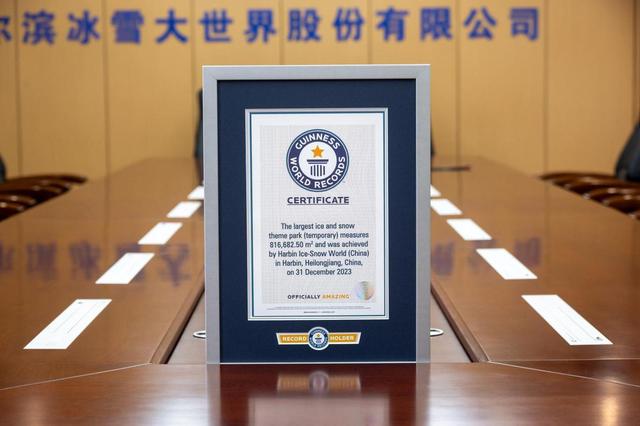 尔滨冰雪大世界股份有限公司
GUINNESS
WORLD RECORDS
CERTIFICATE
The largest ice and snow
theme park (temporary) measures
816,682.50 m² and was achieved
by Harbin Ice-Snow World (China)
in Harbin, Heilongjiang, China,
on 31 December 2023
OFFICIALLY AMAZING
RECORD HOLDER